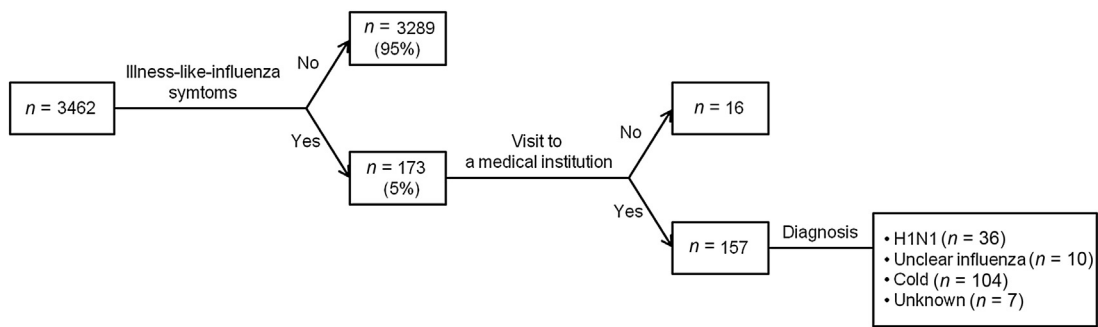 n = 3462
Illness-like-influenza
symtoms
No
n = 3289
(95%)
Yes
n = 173
(5%)
Visit to
a medical institution
No
n = 16
Yes
n = 157
Diagnosis
• H1N1 (n = 36)
• Unclear influenza (n = 10)
• Cold (n = 104)
• Unknown (n = 7)